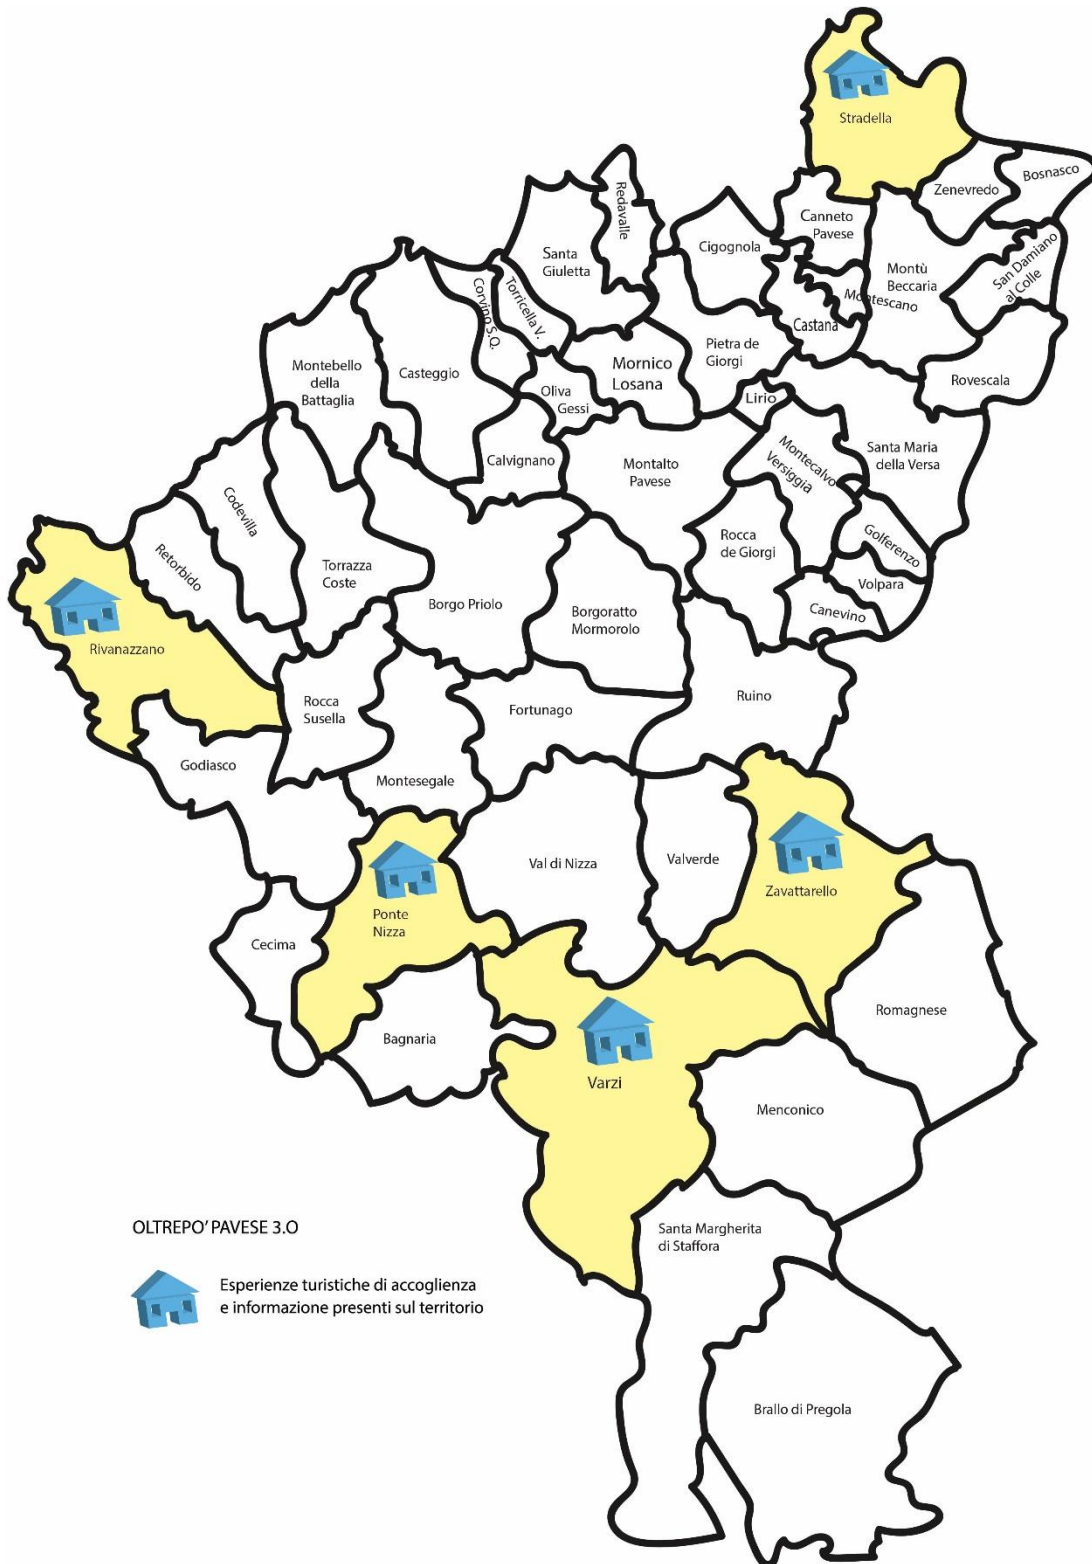 Stradella
Bosnasco
Zenevredo
Redavalle
Canneto
Pavese
Cigognola
Santa
Giuletta
Montù
Beccaria
San Damiano
al Colle
Torricella V.
Corvino S.Q.
Montescano
Castana
Pietra de
Giorgi
Mornico
Losana
Montebello
della
Battaglia
Casteggio
Rovescala
Oliva
Gessi
Lirio
Santa Maria
della Versa
Calvignano
Montalto
Pavese
Montecalvo
Versiggia
Codevilla
Retorbido
Torrazza
Coste
Rocca
de Giorgi
Golferenzo
Volpara
Borgo Priolo
Borgoratto
Mormorolo
Canevino
Rivanazzano
Rocca
Susella
Fortunago
Ruino
Godiasco
Montesegale
Val di Nizza
Valverde
Zavattarello
Ponte
Nizza
Cecima
Romagnese
Bagnaria
Varzi
Menconico
OLTREPO' PAVESE 3.O
Santa Margherita
di Staffora
Esperienze turistiche di accoglienza
e informazione presenti sul territorio
Brallo di Pregola